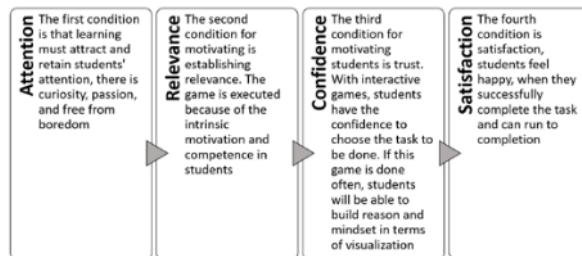 Attention
The first condition
is that learning
must attract and
retain students'
attention, there is
curiosity, passion,
and free from
boredom
Relevance
The second
condition for
motivating is
establishing
relevance. The
game is executed
because of the
intrinsic
motivation and
competence in
students
Confidence
The third
condition for
motivating
students is trust.
With interactive
games, students
have the
confidence to
choose the task to
be done. If this
game is done
often, students
will be able to
build reason and
mindset in terms
of visualization
Satisfaction
The fourth
condition is
satisfaction,
students feel
happy, when they
successfully
complete the task
and can run to
completion